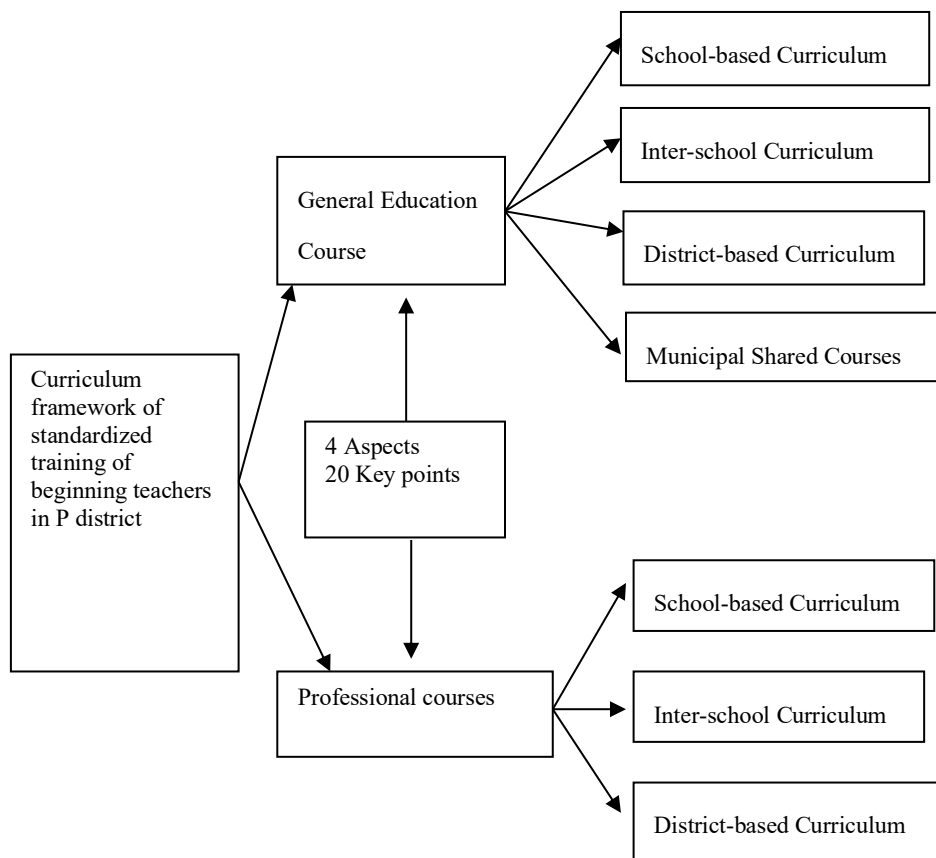 School-based Curriculum
Inter-school Curriculum
General Education
Course
District-based Curriculum
Municipal Shared Courses
Curriculum
framework of
standardized
training of
beginning teachers
in P district
4 Aspects
20 Key points
School-based Curriculum
Professional courses
Inter-school Curriculum
District-based Curriculum